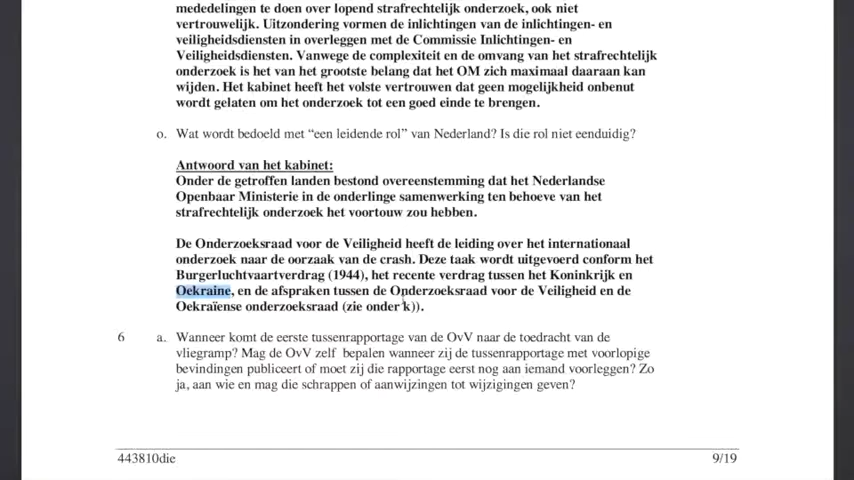 mededelingen te doen over lopend strafrechtelijk onderzoek, ook niet
vertrouwelijk. Uitzondering vormen de inlichtingen van de inlichtingen- en
veiligheidsdiensten in overleggen met de Commissie Inlichtingen- en
Veiligheidsdiensten. Vanwege de complexiteit en de omvang van het strafrechtelijk
onderzoek is het van het grootste belang dat het OM zich maximaal daaraan kan
wijden. Het kabinet heeft het volste vertrouwen dat geen mogelijkheid onbenut
wordt gelaten om het onderzoek tot een goed einde te brengen.
o. Wat wordt bedoeld met “een leidende rol” van Nederland? Is die rol niet eenduidig?
Antwoord van het kabinet:
Onder de getroffen landen bestond overeenstemming dat het Nederlandse
Openbaar Ministerie in de onderlinge samenwerking ten behoeve van het
strafrechtelijk onderzoek het voortouw zou hebben.
De Onderzoeksraad voor de Veiligheid heeft de leiding over het internationaal
onderzoek naar de oorzaak van de crash. Deze taak wordt uitgevoerd conform het
Burgerluchtvaartverdrag (1944), het recente verdrag tussen het Koninkrijk en
Oekraine, en de afspraken tussen de Onderzoeksraad voor de Veiligheid en de
Oekraïense onderzoeksraad (zie onder k)).
6 a. Wanneer komt de eerste tussenrapportage van de OvV naar de toedracht van de
vliegramp? Mag de OvV zelf bepalen wanneer zij de tussenrapportage met voorlopige
bevindingen publiceert of moet zij die rapportage eerst nog aan iemand voorleggen? Zo
ja, aan wie en mag die schrappen of aanwijzingen tot wijzigingen geven?
443810die 9/19